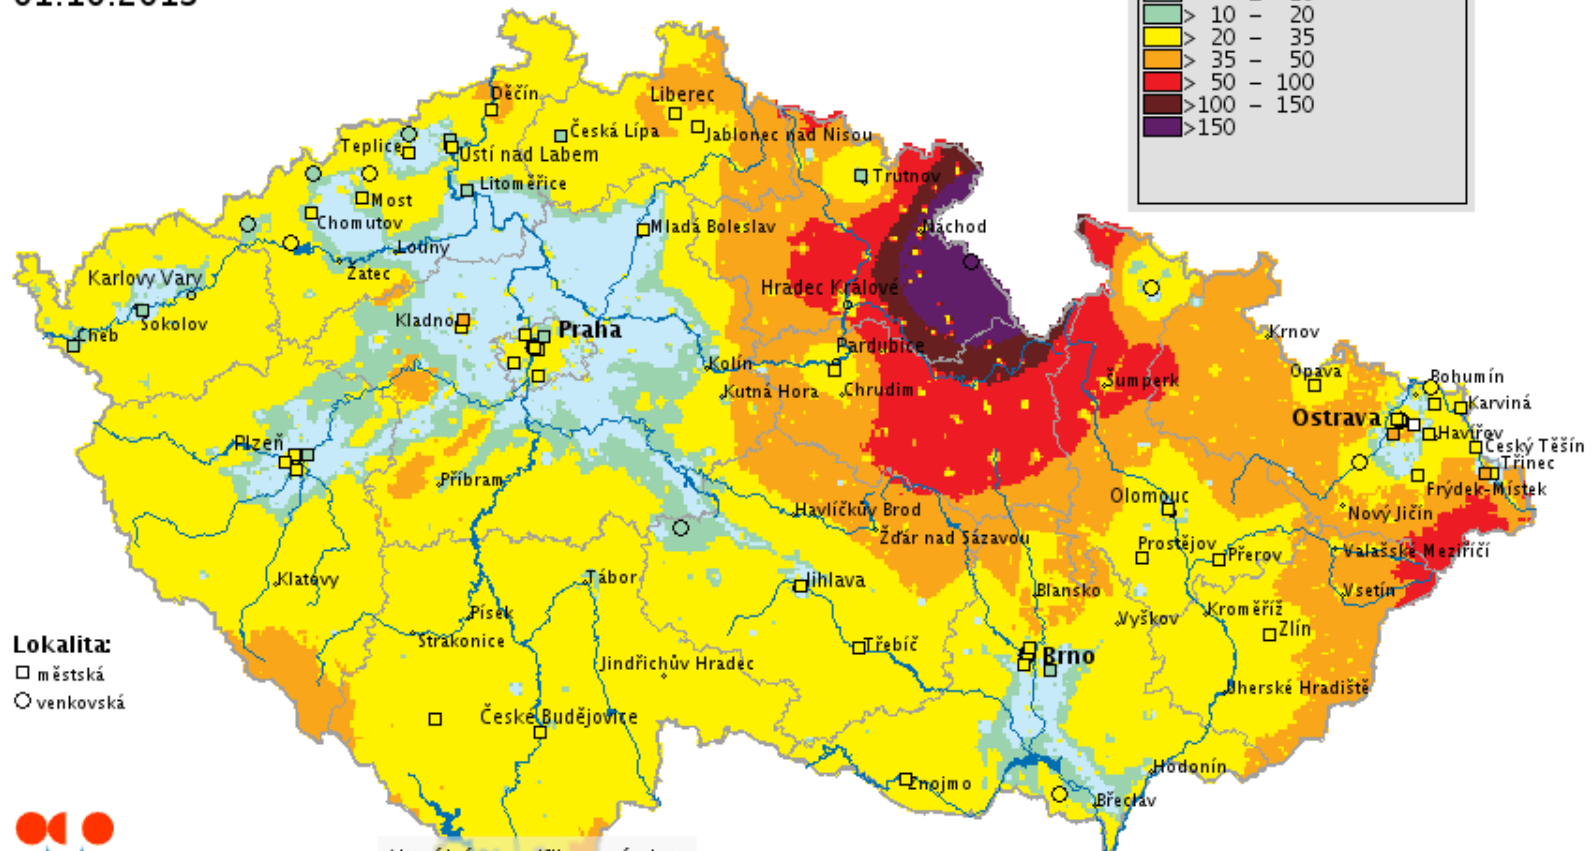 01.10.2013
> 10 – 20
> 20 – 35
> 35 – 50
> 50 – 100
>100 – 150
>150
Děčín
Liberec
Česká Lípa
Jablonec nad Nisou
Teplice
Ústí nad Labem
Trutnov
Litoměřice
Most
Chomutov
Mladá Boleslav
Náchod
Louny
Žatec
Karlovy Vary
Hradec Králové
Sokolov
Kladno
Praha
Cheb
Krnov
Pardubice
Kolín
Opava
Bohumín
Šumperk
Kutná Hora
Chrudim
Karviná
Ostrava
Havířov
Plzeň
Český Těšín
Třinec
Příbram
Frýdek-Místek
Olomouc
Havlíčkův Brod
Nový Jičín
Žďár nad Sázavou
Prostějov
Přerov
Valašské Meziříčí
Klatovy
Tábor
Jihlava
Blansko
Vsetín
Písek
Vyškov
Kroměříž
Zlín
Strakonice
Třebíč
Lokalita:
městská
venkovská
Brno
Jindřichův Hradec
Uherské Hradiště
České Budějovice
Hodonín
Znojmo
Břeclav